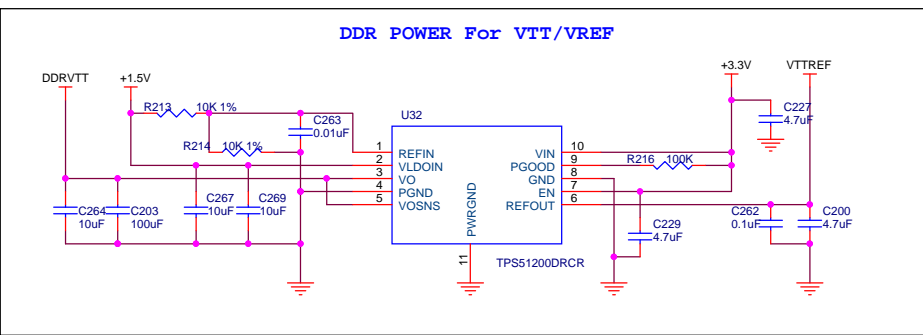 DDR POWER For VTT/VREF
DDRVTT
+1.5V
+3.3V
VTTREF
R213
10K 1%
C263
0.01uF
U32
C227
4.7uF
R214
10K 1%
1
REFIN
VIN
10
2
VLDOIN
PGOOD
9
R216
100K
3
VO
GND
8
4
PGND
EN
7
5
VOSNS
REFOUT
6
PWRGND
11
TPS51200DRCR
C264
10uF
C203
100uF
C267
10uF
C269
10uF
C229
4.7uF
C262
0.1uF
C200
4.7uF